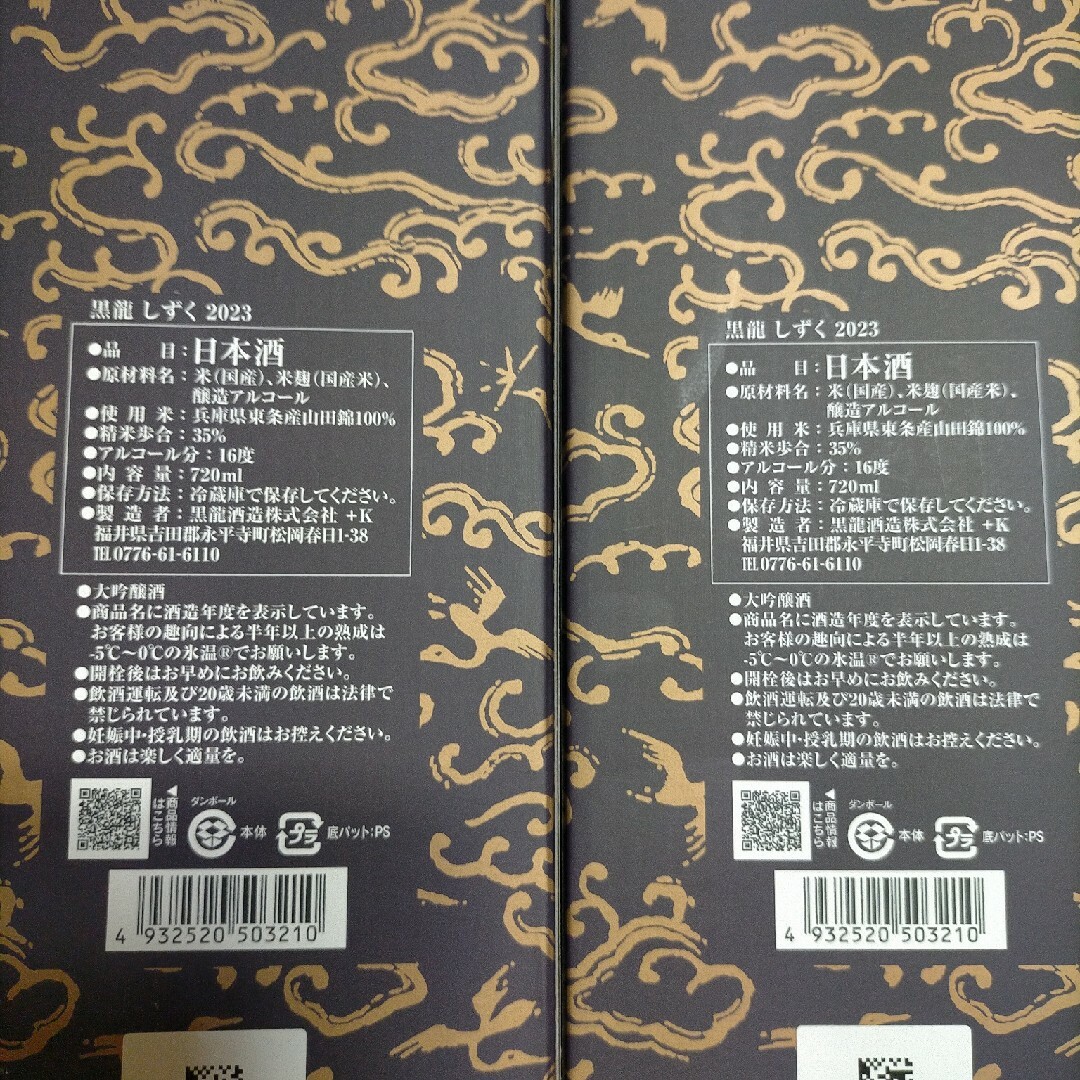 黒龍 しずく 2023
●品 目：日本酒
●原材料名：米（国産）、米麹（国産米）、
醸造アルコール
●使 用 米：兵庫県東条産山田錦100%
●精米歩合：35%
●アルコール分：16度
●内 容 量：720ml
●保存方法：冷蔵庫で保存してください。
●製 造 者：黒龍酒造株式会社 +K
福井県吉田郡永平寺町松岡春日1-38
℡0776-61-6110
●大吟醸酒
●商品名に酒造年度を表示しています。
お客様の趣向による半年以上の熟成は
-5℃〜0℃の氷温®でお願いします。
●開栓後はお早めにお飲みください。
●飲酒運転及び20歳未満の飲酒は法律で
禁じられています。
●妊娠中・授乳期の飲酒はお控えください。
●お酒は楽しく適量を。
◀商品情報
はこちら
ダンボール
本体
プラ
底パット：PS
4 932520 503210
黒龍 しずく 2023
●品 目：日本酒
●原材料名：米（国産）、米麹（国産米）、
醸造アルコール
●使 用 米：兵庫県東条産山田錦100%
●精米歩合：35%
●アルコール分：16度
●内 容 量：720ml
●保存方法：冷蔵庫で保存してください。
●製 造 者：黒龍酒造株式会社 +K
福井県吉田郡永平寺町松岡春日1-38
℡0776-61-6110
●大吟醸酒
●商品名に酒造年度を表示しています。
お客様の趣向による半年以上の熟成は
-5℃〜0℃の氷温®でお願いします。
●開栓後はお早めにお飲みください。
●飲酒運転及び20歳未満の飲酒は法律で
禁じられています。
●妊娠中・授乳期の飲酒はお控えください。
●お酒は楽しく適量を。
◀商品情報
はこちら
ダンボール
本体
プラ
底パット：PS
4 932520 503210